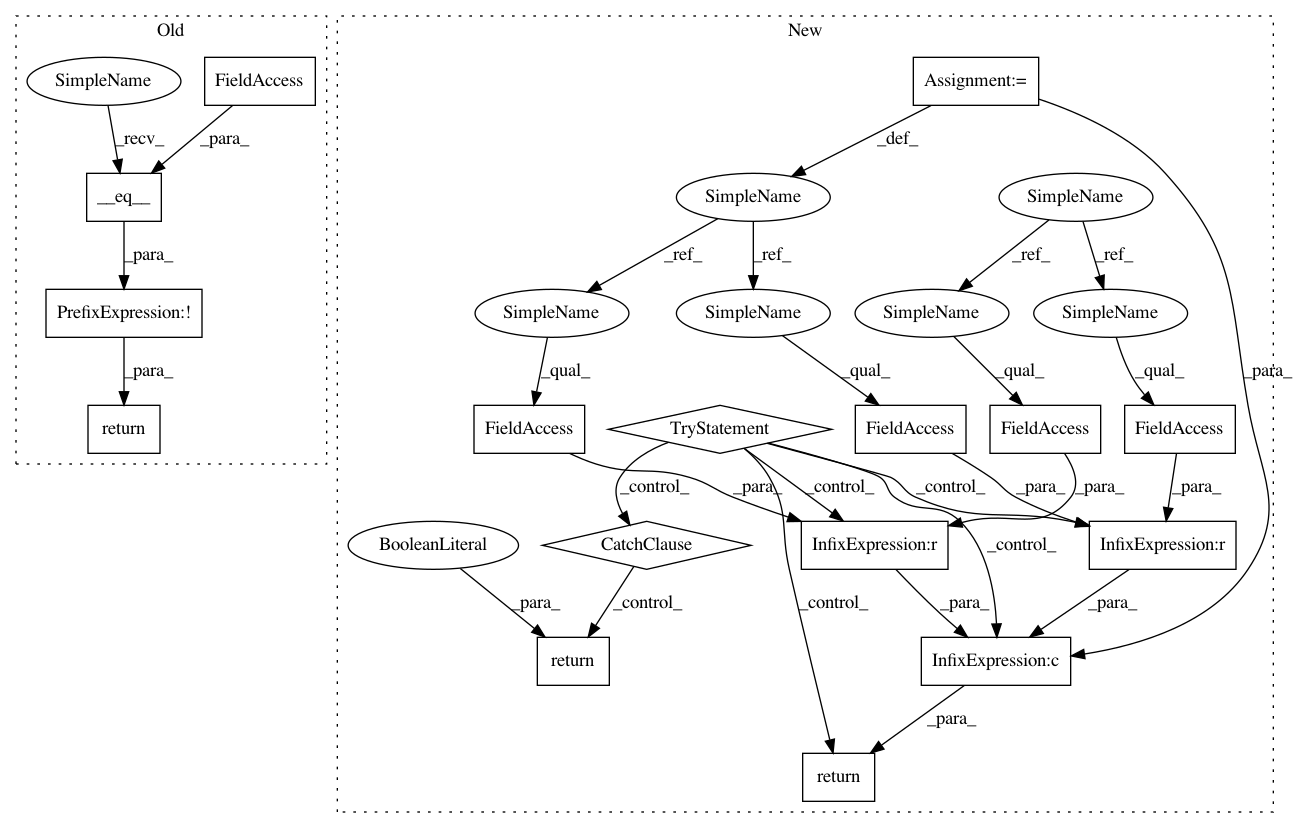 Old
New
SimpleName
FieldAccess
Assignment:=
_recv_
_para_
_def_
__eq__
SimpleName
SimpleName
_para_
_ref_
_ref_
_ref_
_ref_
PrefixExpression:!
SimpleName
SimpleName
SimpleName
SimpleName
_para_
_qual_
_qual_
_qual_
_qual_
_para_
return
FieldAccess
TryStatement
FieldAccess
FieldAccess
FieldAccess
_control_
_para_
_control_
_control_
_para_
_para_
_para_
BooleanLiteral
CatchClause
InfixExpression:r
InfixExpression:r
_control_
_para_
_control_
_control_
_para_
_para_
return
InfixExpression:c
_para_
return